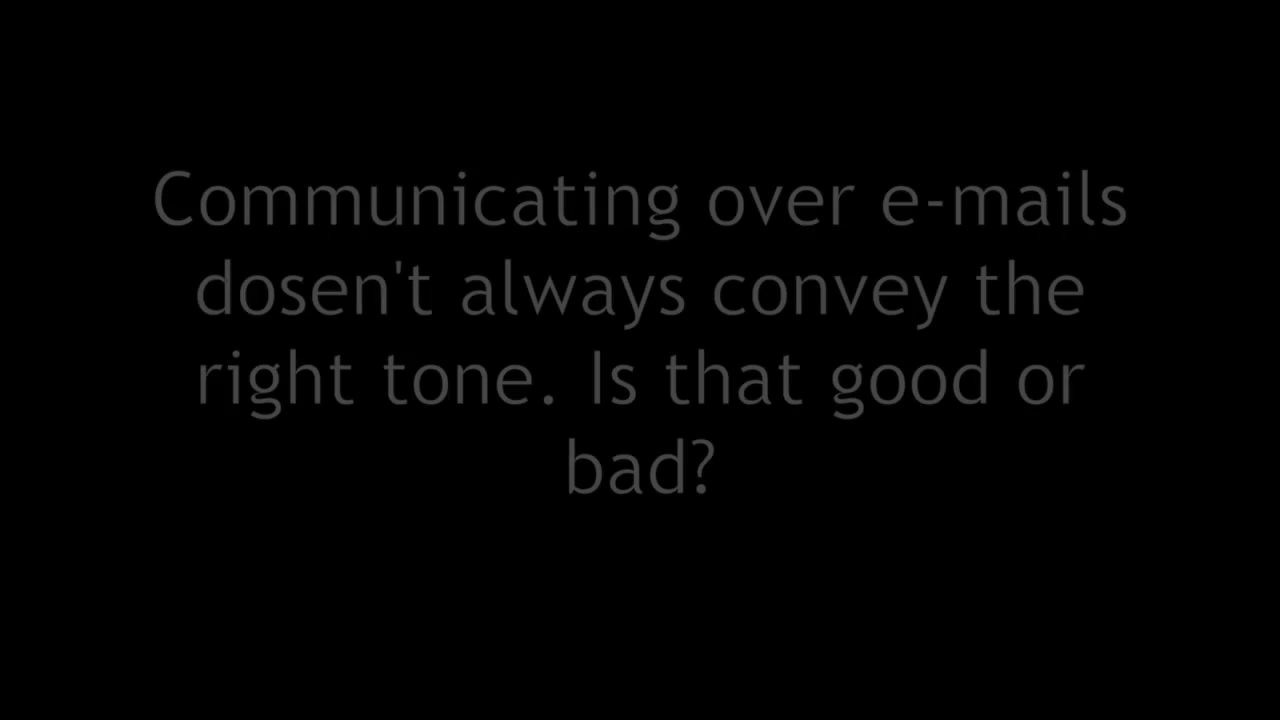 Communicating over e-mails
dosen't always convey the
right tone. Is that good or
bad?